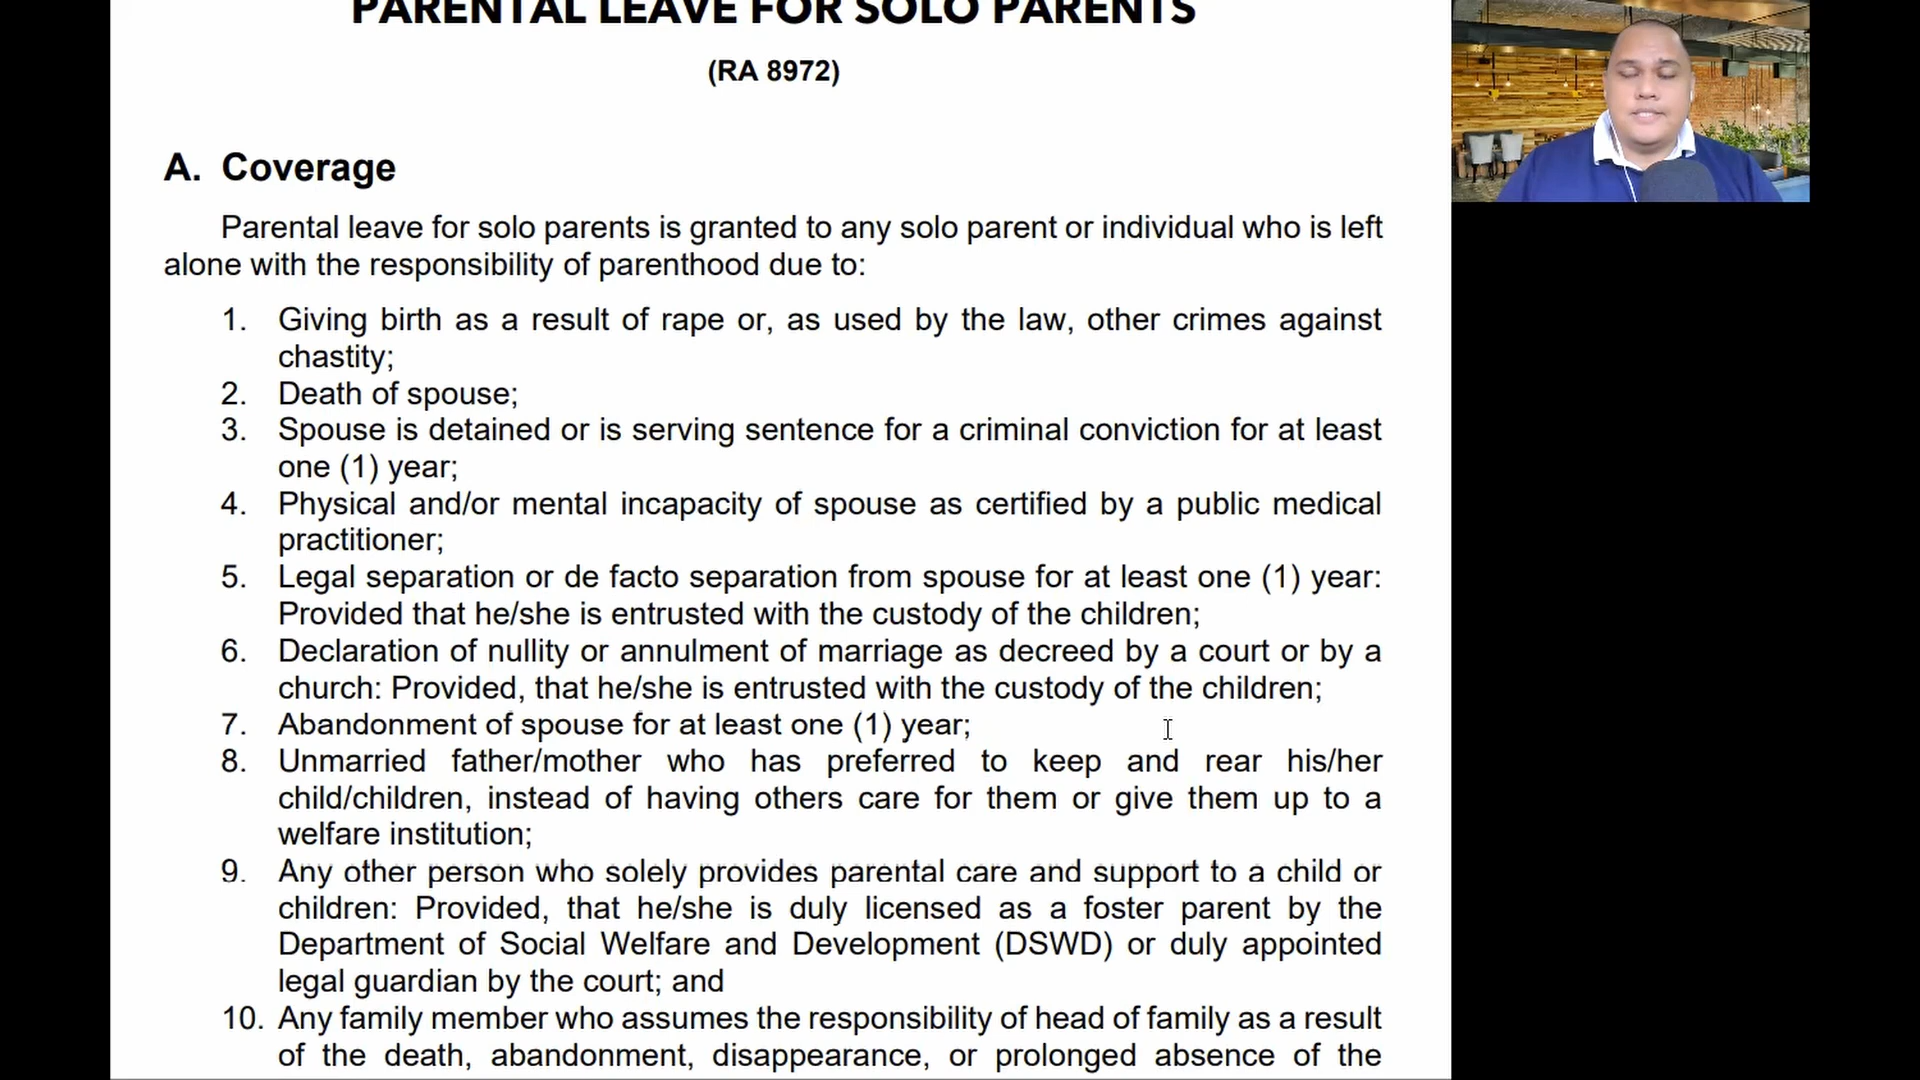 PARENTAL LEAVE FOR SOLO PARENTS
(RA 8972)
A. Coverage
Parental leave for solo parents is granted to any solo parent or individual who is left
alone with the responsibility of parenthood due to:
1. Giving birth as a result of rape or, as used by the law, other crimes against
chastity;
2. Death of spouse;
3. Spouse is detained or is serving sentence for a criminal conviction for at least
one (1) year;
4. Physical and/or mental incapacity of spouse as certified by a public medical
practitioner;
5. Legal separation or de facto separation from spouse for at least one (1) year:
Provided that he/she is entrusted with the custody of the children;
6. Declaration of nullity or annulment of marriage as decreed by a court or by a
church: Provided, that he/she is entrusted with the custody of the children;
7. Abandonment of spouse for at least one (1) year;
8. Unmarried father/mother who has preferred to keep and rear his/her
child/children, instead of having others care for them or give them up to a
welfare institution;
9. Any other person who solely provides parental care and support to a child or
children: Provided, that he/she is duly licensed as a foster parent by the
Department of Social Welfare and Development (DSWD) or duly appointed
legal guardian by the court; and
10. Any family member who assumes the responsibility of head of family as a result
of the death, abandonment, disappearance, or prolonged absence of the